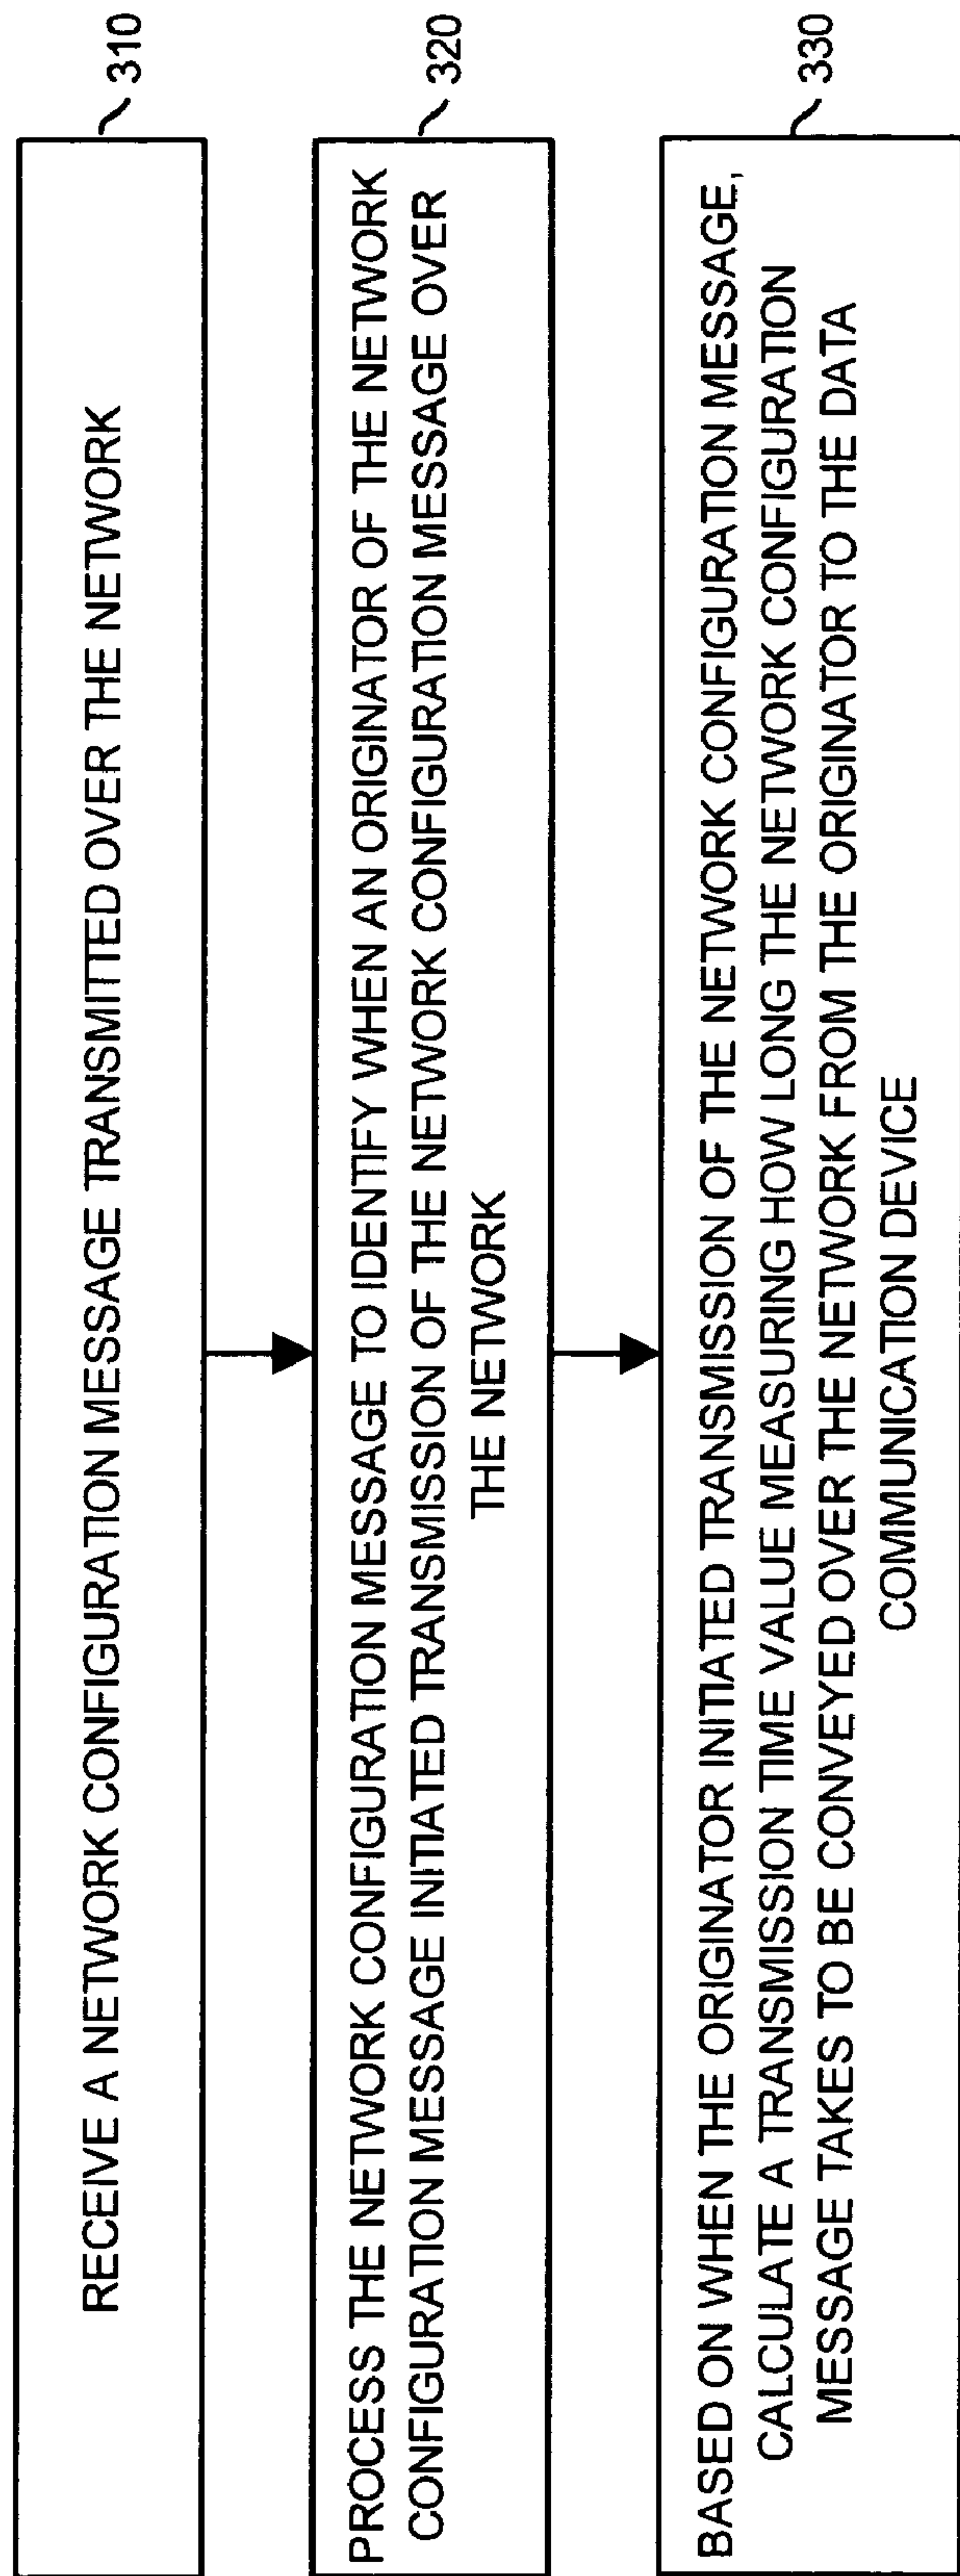 RECEIVE A NETWORK CONFIGURATION MESSAGE TRANSMITTED OVER THE NETWORK
310
PROCESS THE NETWORK CONFIGURATION MESSAGE TO IDENTIFY WHEN AN ORIGINATOR OF THE NETWORK
CONFIGURATION MESSAGE INITIATED TRANSMISSION OF THE NETWORK CONFIGURATION MESSAGE OVER
THE NETWORK
320
BASED ON WHEN THE ORIGINATOR INITIATED TRANSMISSION OF THE NETWORK CONFIGURATION MESSAGE,
CALCULATE A TRANSMISSION TIME VALUE MEASURING HOW LONG THE NETWORK CONFIGURATION
MESSAGE TAKES TO BE CONVEYED OVER THE NETWORK FROM THE ORIGINATOR TO THE DATA
COMMUNICATION DEVICE
330